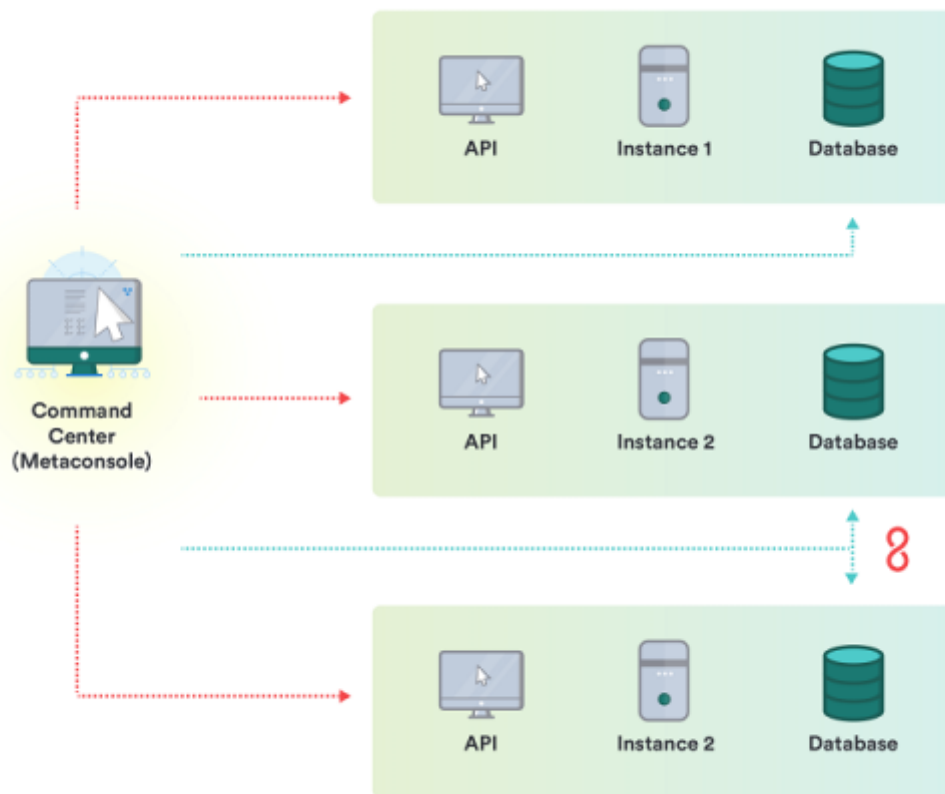 API
Instance 1
Database
Command
Center
(Metaconsole)
API
Instance 2
Database
API
Instance 2
Database